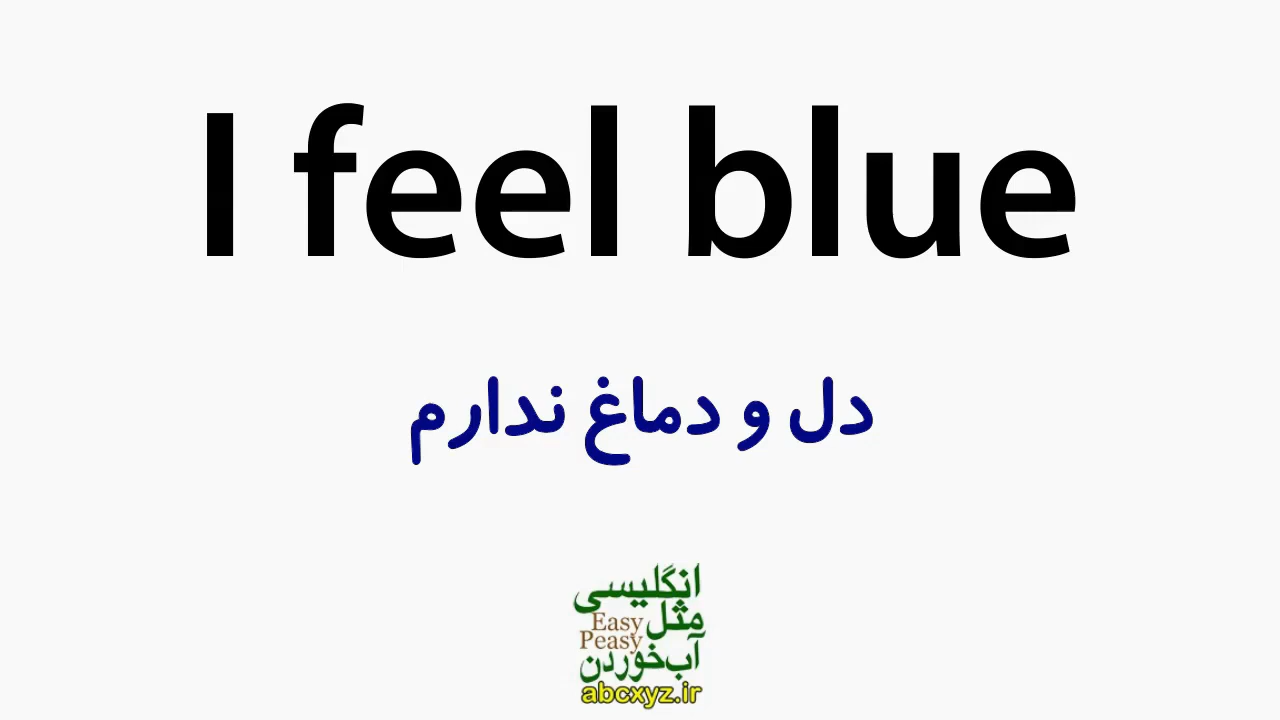 I feel blue
دل و دماغ ندارم
انگلیسی
مثل
Easy
Peasy
آب‌خوردن
abcxyz.ir